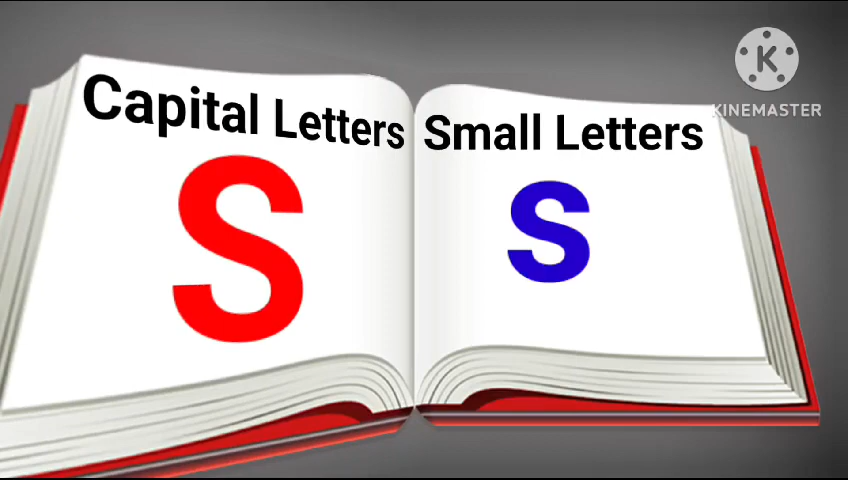 Capital Letters
S
Small Letters
s
K
KINEMASTER